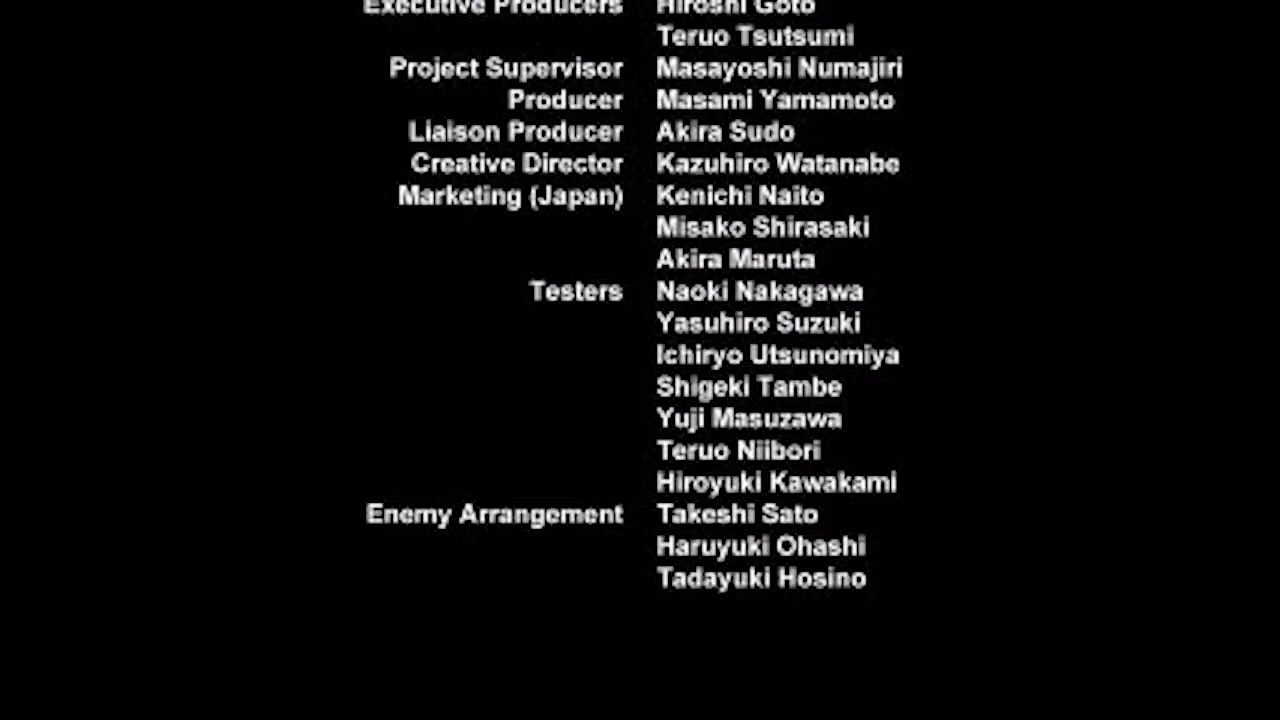 Executive Producers Hiroshi Goto
Teruo Tsutsumi
Project Supervisor Masayoshi Numajiri
Producer Masami Yamamoto
Liaison Producer Akira Sudo
Creative Director Kazuhiro Watanabe
Marketing (Japan) Kenichi Naito
Misako Shirasaki
Akira Maruta
Testers Naoki Nakagawa
Yasuhiro Suzuki
Ichiryo Utsunomiya
Shigeki Tambe
Yuji Masuzawa
Teruo Niibori
Hiroyuki Kawakami
Enemy Arrangement Takeshi Sato
Haruyuki Ohashi
Tadayuki Hosino